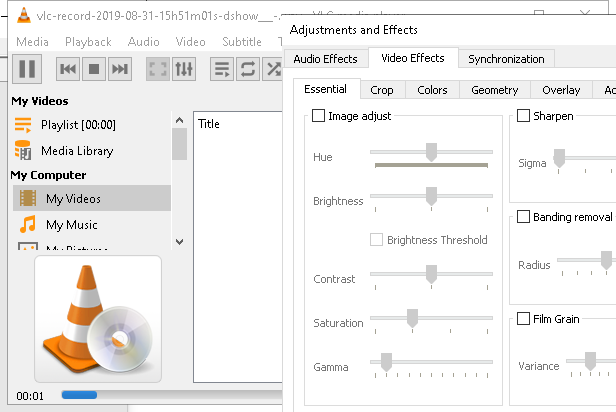 vlc-record-2019-08-31-15h51m01s-dshow___-.
Media Playback Audio Video Subtitle
My Videos
Playlist [00:00]
Media Library
My Computer
My Videos
My Music
My Pictures
Title
00:01
Adjustments and Effects
Audio Effects Video Effects Synchronization
Essential Crop Colors Geometry Overlay
Image adjust
Hue
Brightness
Brightness Threshold
Contrast
Saturation
Gamma
Sharpen
Sigma
Banding removal
Radius
Film Grain
Variance